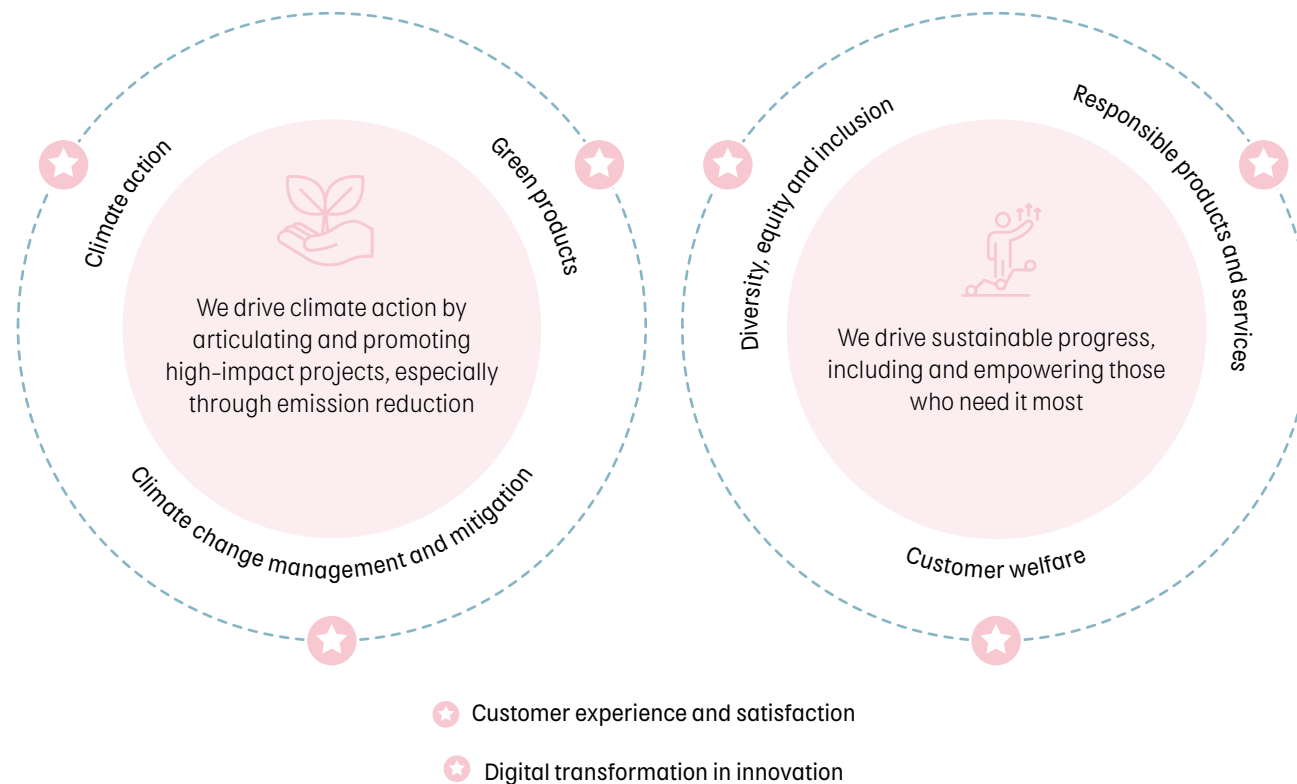 Climate action
Green products
We drive climate action by
articulating and promoting
high-impact projects, especially
through emission reduction
Climate change management and mitigation
Diversity, equity and inclusion
Responsible products and services
We drive sustainable progress,
including and empowering those
who need it most
Customer welfare
Customer experience and satisfaction
Digital transformation in innovation